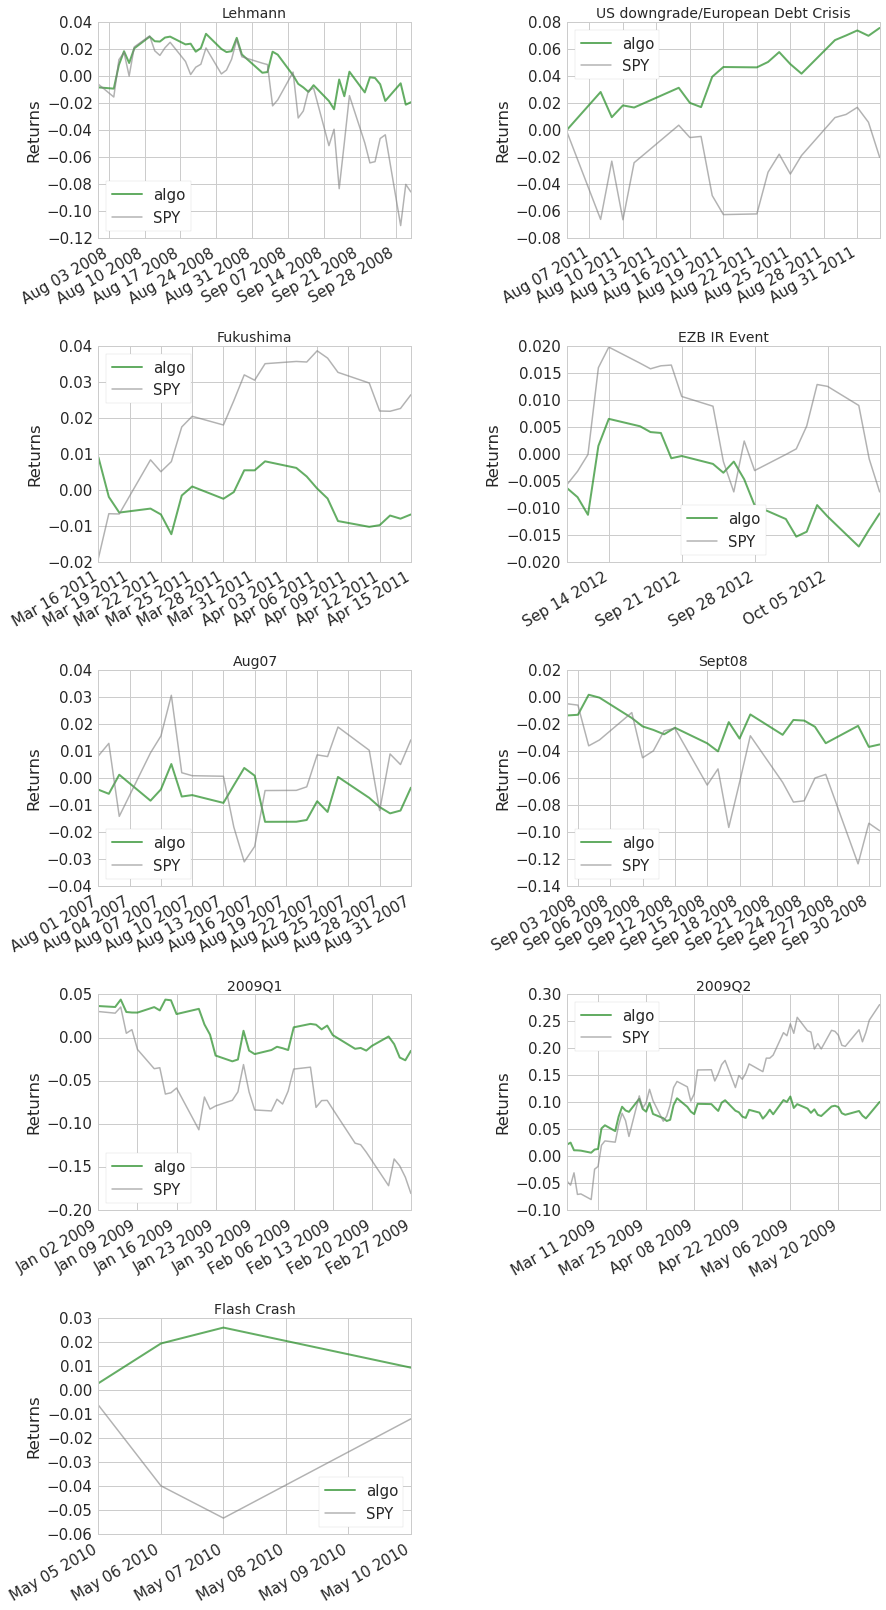 Lehmann
0.04
0.02
0.00
−0.02
−0.04
−0.06
−0.08
−0.10
−0.12
Returns
algo
SPY
Aug 03 2008
Aug 10 2008
Aug 17 2008
Aug 24 2008
Aug 31 2008
Sep 07 2008
Sep 14 2008
Sep 21 2008
Sep 28 2008
US downgrade/European Debt Crisis
0.08
0.06
0.04
0.02
0.00
−0.02
−0.04
−0.06
−0.08
Returns
algo
SPY
Aug 07 2011
Aug 10 2011
Aug 13 2011
Aug 16 2011
Aug 19 2011
Aug 22 2011
Aug 25 2011
Aug 28 2011
Aug 31 2011
Fukushima
0.04
0.03
0.02
0.01
0.00
−0.01
−0.02
Returns
algo
SPY
Mar 16 2011
Mar 19 2011
Mar 22 2011
Mar 25 2011
Mar 28 2011
Mar 31 2011
Apr 03 2011
Apr 06 2011
Apr 09 2011
Apr 12 2011
Apr 15 2011
EZB IR Event
0.020
0.015
0.010
0.005
0.000
−0.005
−0.010
−0.015
−0.020
Returns
algo
SPY
Sep 14 2012
Sep 21 2012
Sep 28 2012
Oct 05 2012
Aug07
0.04
0.03
0.02
0.01
0.00
−0.01
−0.02
−0.03
−0.04
Returns
algo
SPY
Aug 01 2007
Aug 04 2007
Aug 07 2007
Aug 10 2007
Aug 13 2007
Aug 16 2007
Aug 19 2007
Aug 22 2007
Aug 25 2007
Aug 28 2007
Aug 31 2007
Sept08
0.02
0.00
−0.02
−0.04
−0.06
−0.08
−0.10
−0.12
−0.14
Returns
algo
SPY
Sep 03 2008
Sep 06 2008
Sep 09 2008
Sep 12 2008
Sep 15 2008
Sep 18 2008
Sep 21 2008
Sep 24 2008
Sep 27 2008
Sep 30 2008
2009Q1
0.05
0.00
−0.05
−0.10
−0.15
−0.20
Returns
algo
SPY
Jan 02 2009
Jan 09 2009
Jan 16 2009
Jan 23 2009
Jan 30 2009
Feb 06 2009
Feb 13 2009
Feb 20 2009
Feb 27 2009
2009Q2
0.30
0.25
0.20
0.15
0.10
0.05
0.00
−0.05
−0.10
Returns
algo
SPY
Mar 11 2009
Mar 25 2009
Apr 08 2009
Apr 22 2009
May 06 2009
May 20 2009
Flash Crash
0.03
0.02
0.01
0.00
−0.01
−0.02
−0.03
−0.04
−0.05
−0.06
Returns
algo
SPY
May 05 2010
May 06 2010
May 07 2010
May 08 2010
May 09 2010
May 10 2010